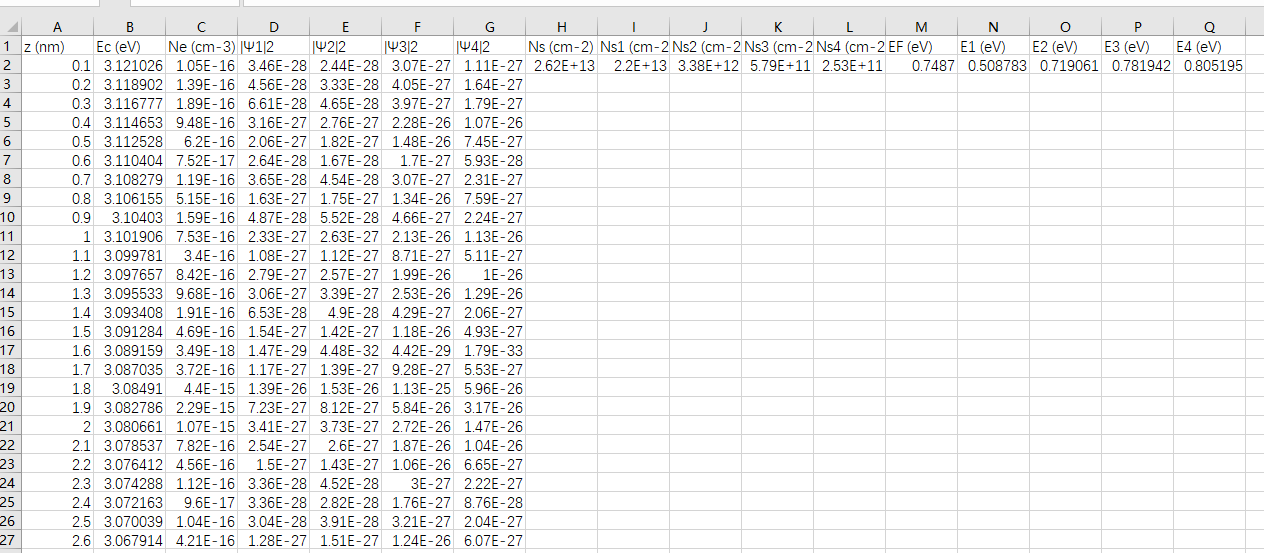 A B C D E F G H I J K L M N O P Q
1 z (nm) Ec (eV) Ne (cm-3) |Ψ1|2 |Ψ2|2 |Ψ3|2 |Ψ4|2 Ns (cm-2) Ns1 (cm-2 Ns2 (cm-2 Ns3 (cm-2 Ns4 (cm-2 EF (eV) E1 (eV) E2 (eV) E3 (eV) E4 (eV)
2 0.1 3.121026 1.05E-16 3.46E-28 2.44E-28 3.07E-27 1.11E-27 2.62E+13 2.2E+13 3.38E+12 5.79E+11 2.53E+11 0.7487 0.508783 0.719061 0.781942 0.805195
3 0.2 3.118902 1.39E-16 4.56E-28 3.33E-28 4.05E-27 1.64E-27
4 0.3 3.116777 1.89E-16 6.61E-28 4.65E-28 3.97E-27 1.79E-27
5 0.4 3.114653 9.48E-16 3.16E-27 2.76E-27 2.28E-26 1.07E-26
6 0.5 3.112528 6.2E-16 2.06E-27 1.82E-27 1.48E-26 7.45E-27
7 0.6 3.110404 7.52E-17 2.64E-28 1.67E-28 1.7E-27 5.93E-28
8 0.7 3.108279 1.19E-16 3.65E-28 4.54E-28 3.07E-27 2.31E-27
9 0.8 3.106155 5.15E-16 1.63E-27 1.75E-27 1.34E-26 7.59E-27
10 0.9 3.10403 1.59E-16 4.87E-28 5.52E-28 4.66E-27 2.24E-27
11 1 3.101906 7.53E-16 2.33E-27 2.63E-27 2.13E-26 1.13E-26
12 1.1 3.099781 3.4E-16 1.08E-27 1.12E-27 8.71E-27 5.11E-27
13 1.2 3.097657 8.42E-16 2.79E-27 2.57E-27 1.99E-26 1E-26
14 1.3 3.095533 9.68E-16 3.06E-27 3.39E-27 2.53E-26 1.29E-26
15 1.4 3.093408 1.91E-16 6.53E-28 4.9E-28 4.29E-27 2.06E-27
16 1.5 3.091284 4.69E-16 1.54E-27 1.42E-27 1.18E-26 4.93E-27
17 1.6 3.089159 3.49E-18 1.47E-29 4.48E-32 4.42E-29 1.79E-33
18 1.7 3.087035 3.72E-16 1.17E-27 1.39E-27 9.28E-27 5.53E-27
19 1.8 3.08491 4.4E-15 1.39E-26 1.53E-26 1.13E-25 5.96E-26
20 1.9 3.082786 2.29E-15 7.23E-27 8.12E-27 5.84E-26 3.17E-26
21 2 3.080661 1.07E-15 3.41E-27 3.73E-27 2.72E-26 1.47E-26
22 2.1 3.078537 7.82E-16 2.54E-27 2.6E-27 1.87E-26 1.04E-26
23 2.2 3.076412 4.56E-16 1.5E-27 1.43E-27 1.06E-26 6.65E-27
24 2.3 3.074288 1.12E-16 3.36E-28 4.52E-28 3E-27 2.22E-27
25 2.4 3.072163 9.6E-17 3.36E-28 2.82E-28 1.76E-27 8.76E-28
26 2.5 3.070039 1.04E-16 3.04E-28 3.91E-28 3.21E-27 2.04E-27
27 2.6 3.067914 4.21E-16 1.28E-27 1.51E-27 1.24E-26 6.07E-27